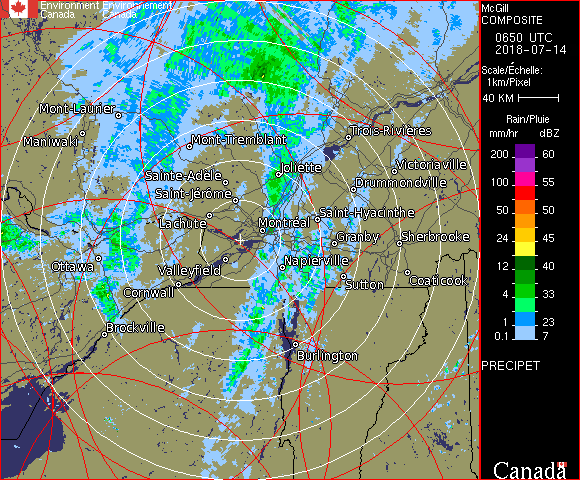 Environment Environnement
Canada Canada
McGill
COMPOSITE
0650 UTC
2018-07-14
Scale/Échelle:
1km/Pixel
40 KM
Rain/Pluie
mm/hr dBZ
200 60
100 55
50 50
24 45
12 40
4 33
1 23
0.1 7
PRECIPET
Canada
Mont-Laurier
Maniwaki
Mont-Tremblant
Trois-Rivières
Joliette
Victoriaville
Sainte-Adèle
Drummondville
Saint-Jérôme
Saint-Hyacinthe
Lachute
Montréal
Granby
Sherbrooke
Ottawa
Valleyfield
Napierville
Cornwall
Sutton
Coaticook
Brockville
Burlington